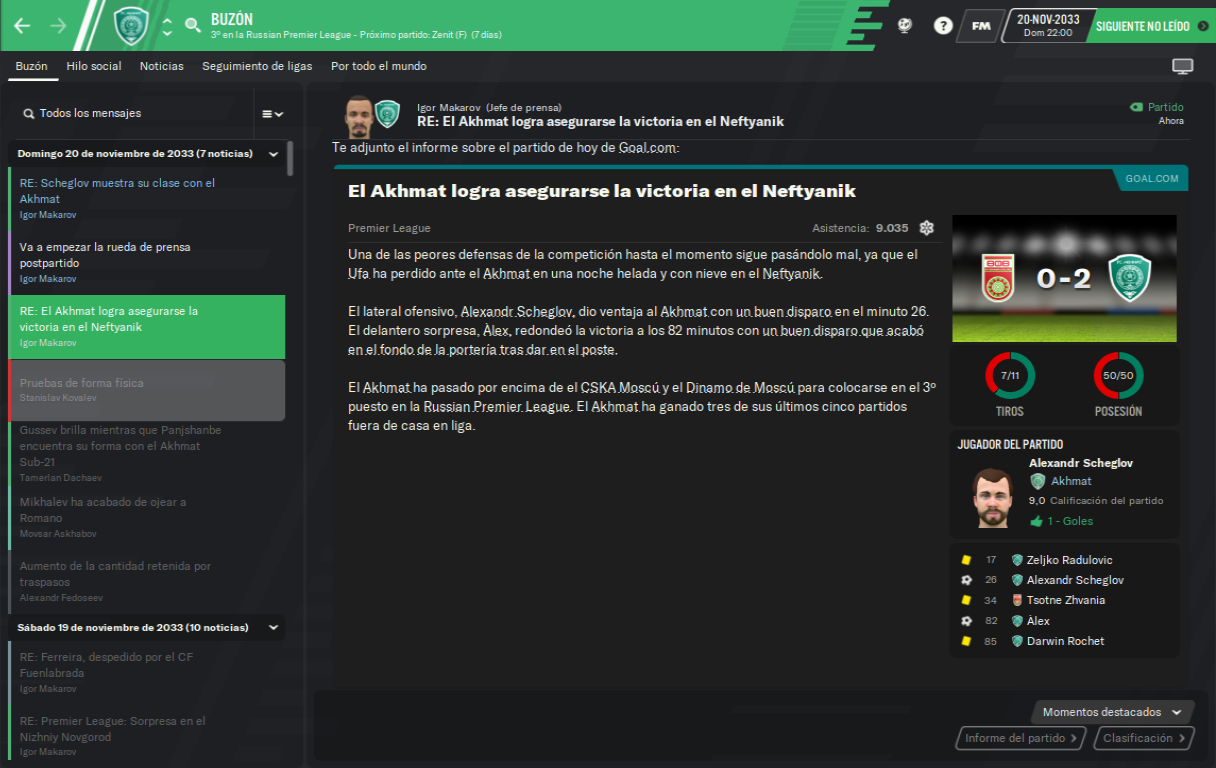 BUZÓN
3º en la Russian Premier League - Próximo partido: Zenit (F) (7 días)
FM
20-NOV-2033
Dom 22:00
SIGUIENTE NO LEÍDO
Buzón
Hilo social
Noticias
Seguimiento de ligas
Por todo el mundo
Todos los mensajes
Domingo 20 de noviembre de 2033 (7 noticias)
RE: Scheglov muestra su clase con el
Akhmat
Igor Makarov
Va a empezar la rueda de prensa
postpartido
Igor Makarov
RE: El Akhmat logra asegurarse la
victoria en el Neftyanik
Igor Makarov
Pruebas de forma física
Stanislav Kovalev
Gussev brilla mientras que Panjshanbe
encuentra su forma con el Akhmat
Sub-21
Tamerlan Dachaev
Mikhalev ha acabado de ojear a
Romano
Movsar Askhabov
Aumento de la cantidad retenida por
traspasos
Alexandr Fedoseev
Sábado 19 de noviembre de 2033 (10 noticias)
RE: Ferreira, despedido por el CF
Fuenlabrada
Igor Makarov
RE: Premier League: Sorpresa en el
Nizhniy Novgorod
Igor Makarov
Igor Makarov (Jefe de prensa)
RE: El Akhmat logra asegurarse la victoria en el Neftyanik
Partido
Ahora
Te adjunto el informe sobre el partido de hoy de Goal.com:
GOAL.COM
El Akhmat logra asegurarse la victoria en el Neftyanik
Premier League
Asistencia: 9.035
Una de las peores defensas de la competición hasta el momento sigue pasándolo mal, ya que el
Ufa ha perdido ante el Akhmat en una noche helada y con nieve en el Neftyanik.
El lateral ofensivo, Alexandr Scheglov, dio ventaja al Akhmat con un buen disparo en el minuto 26.
El delantero sorpresa, Àlex, redondeó la victoria a los 82 minutos con un buen disparo que acabó
en el fondo de la portería tras dar en el poste.
El Akhmat ha pasado por encima de el CSKA Moscú y el Dinamo de Moscú para colocarse en el 3º
puesto en la Russian Premier League. El Akhmat ha ganado tres de sus últimos cinco partidos
fuera de casa en liga.
0-2
7/11
50/50
TIROS
POSESIÓN
JUGADOR DEL PARTIDO
Alexandr Scheglov
Akhmat
9,0 Calificación del partido
1 - Goles
17 Zeljko Radulovic
26 Alexandr Scheglov
34 Tsotne Zhvania
82 Àlex
85 Darwin Rochet
Momentos destacados
Informe del partido
Clasificación